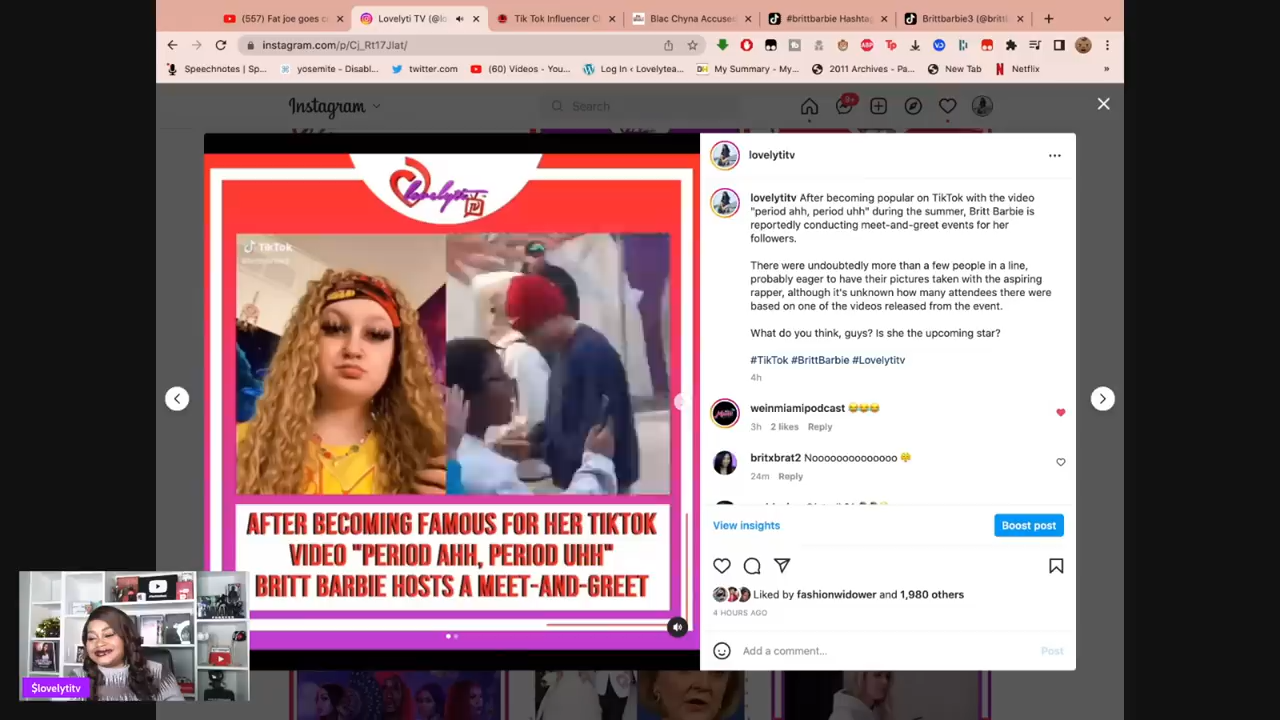 (557) Fat joe goes c
Lovelyti TV (@lo
Tik Tok Influencer C
Blac Chyna Accused
#brittbarbie Hashtag
Brittbarbie3 (@britt
instagram.com/p/Cj_Rt17JIat/
Speechnotes | Sp...
yosemite - Disabl...
twitter.com
(60) Videos - You...
Log In ‹ Lovelytea...
My Summary - My...
2011 Archives - Pa...
New Tab
Netflix
Instagram
Search
9+
lovelyti
TikTok
AFTER BECOMING FAMOUS FOR HER TIKTOK
VIDEO "PERIOD AHH, PERIOD UHH"
BRITT BARBIE HOSTS A MEET-AND-GREET
lovelytitv
lovelytitv After becoming popular on TikTok with the video
"period ahh, period uhh" during the summer, Britt Barbie is
reportedly conducting meet-and-greet events for her
followers.
There were undoubtedly more than a few people in a line,
probably eager to have their pictures taken with the aspiring
rapper, although it's unknown how many attendees there were
based on one of the videos released from the event.
What do you think, guys? Is she the upcoming star?
#TikTok #BrittBarbie #Lovelytitv
4h
weinmiamipodcast 😂😂😂
3h 2 likes Reply
britxbrat2 Nooooooooooooooo 😤
24m Reply
View insights
Boost post
Liked by fashionwidower and 1,980 others
4 HOURS AGO
Add a comment...
Post
$lovelytitv